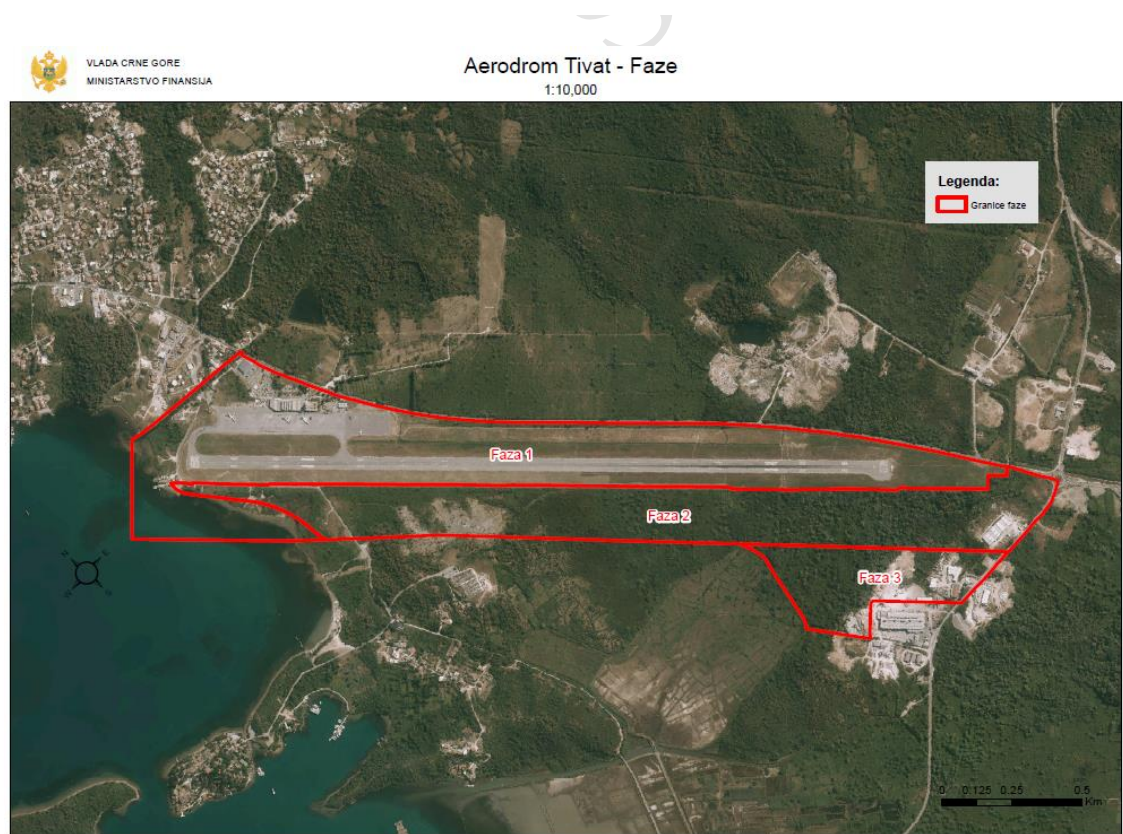 VLADA CRNE GORE
MINISTARSTVO FINANSIJA
Aerodrom Tivat - Faze
1:10,000
Legenda:
Granice faze
Faza 1
Faza 2
Faza 3
N E
W S
0 0.125 0.25 0.5
Km